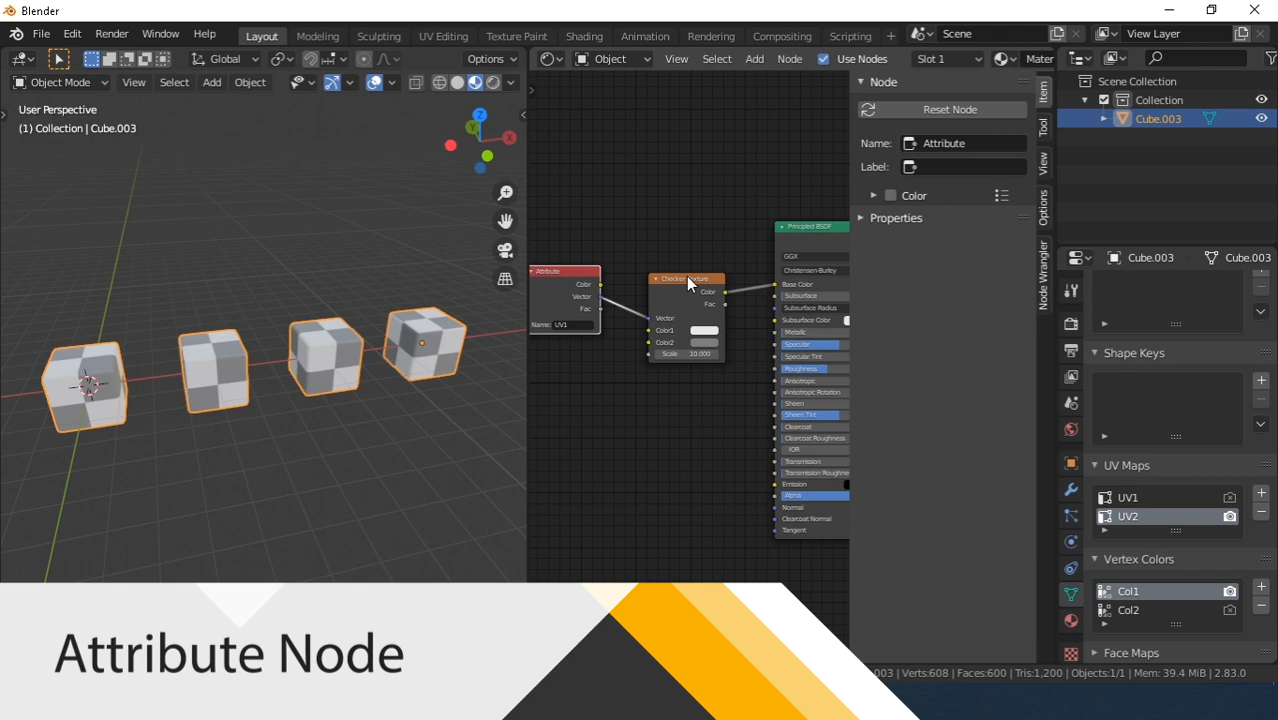 Blender
File Edit Render Window Help Layout Modeling Sculpting UV Editing Texture Paint Shading Animation Rendering Compositing Scripting + Scene View Layer
Global Options Object View Select Add Node Use Nodes Slot 1 Mater
Object Mode View Select Add Object
User Perspective
(1) Collection | Cube.003
Z
Y
X
Attribute
Color
Vector
Fac
Name: UV1
Checker Texture
Color
Fac
Vector
Color1
Color2
Scale 10.000
Principled BSDF
GGX
Christensen-Burley
Base Color
Subsurface
Subsurface Radius
Subsurface Color
Metallic
Specular
Specular Tint
Roughness
Anisotropic
Anisotropic Rotation
Sheen
Sheen Tint
Clearcoat
Clearcoat Roughness
IOR
Transmission
Transmission Roughne
Emission
Alpha
Normal
Clearcoat Normal
Tangent
Node
Reset Node
Name: Attribute
Label:
Color
Properties
Item
Tool
View
Options
Node Wrangler
Scene Collection
Collection
Cube.003
Cube.003 Cube.003
Shape Keys
UV Maps
UV1
UV2
Vertex Colors
Col1
Col2
Face Maps
003 | Verts:608 | Faces:600 | Tris:1,200 | Objects:1/1 | Mem: 39.4 MiB | 2.83.0
Attribute Node